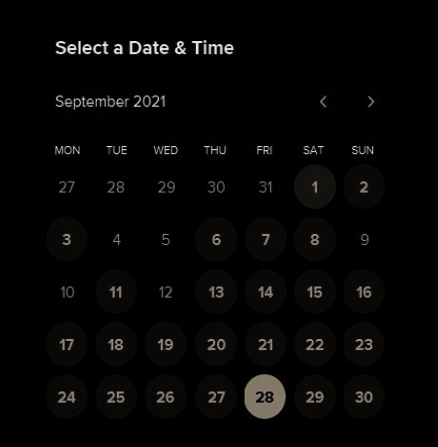 Select a Date & Time
September 2021
MON TUE WED THU FRI SAT SUN
27 28 29 30 31 1 2
3 4 5 6 7 8 9
10 11 12 13 14 15 16
17 18 19 20 21 22 23
24 25 26 27 28 29 30